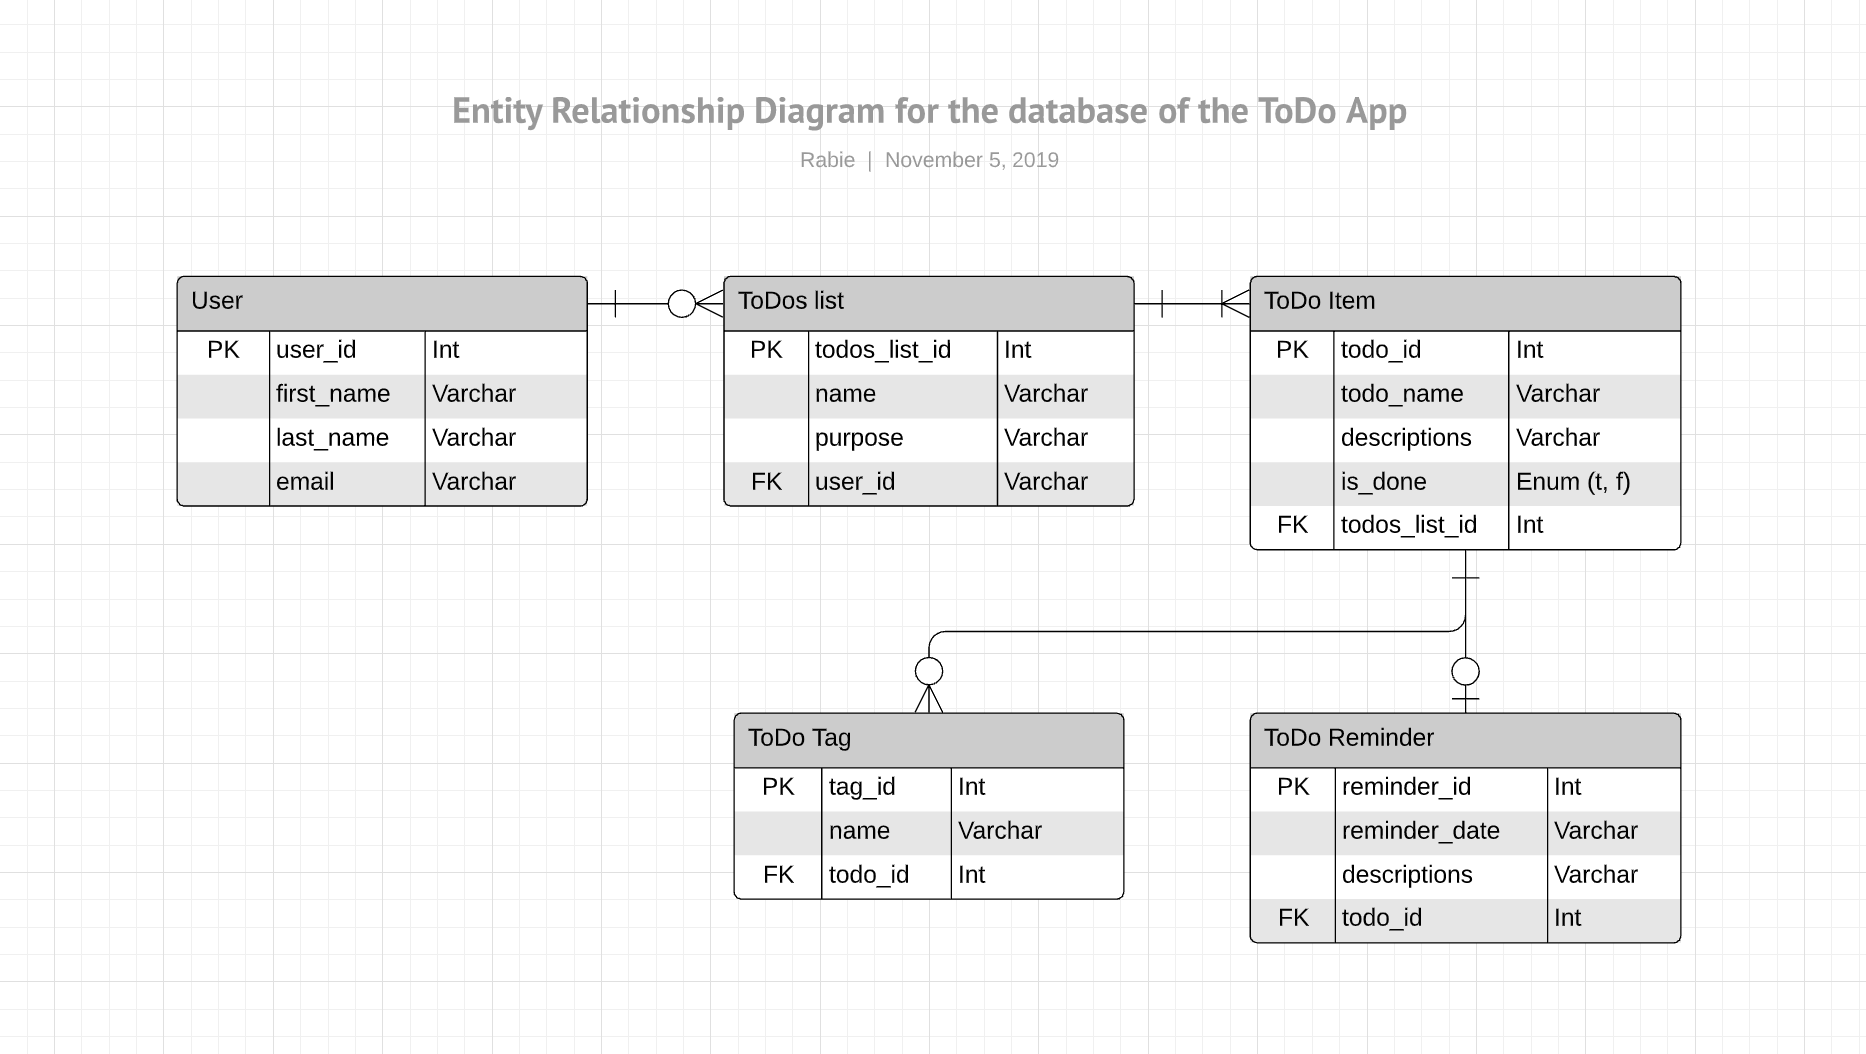 Entity Relationship Diagram for the database of the ToDo App
Rabie | November 5, 2019
User
PK user_id Int
first_name Varchar
last_name Varchar
email Varchar
ToDos list
PK todos_list_id Int
name Varchar
purpose Varchar
FK user_id Varchar
ToDo Item
PK todo_id Int
todo_name Varchar
descriptions Varchar
is_done Enum (t, f)
FK todos_list_id Int
ToDo Tag
PK tag_id Int
name Varchar
FK todo_id Int
ToDo Reminder
PK reminder_id Int
reminder_date Varchar
descriptions Varchar
FK todo_id Int